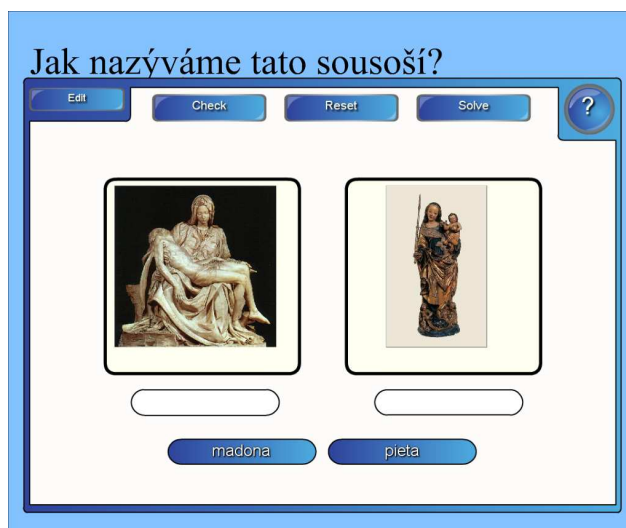 Jak nazýváme tato sousoší?
Edit
Check
Reset
Solve
?
madona
pieta